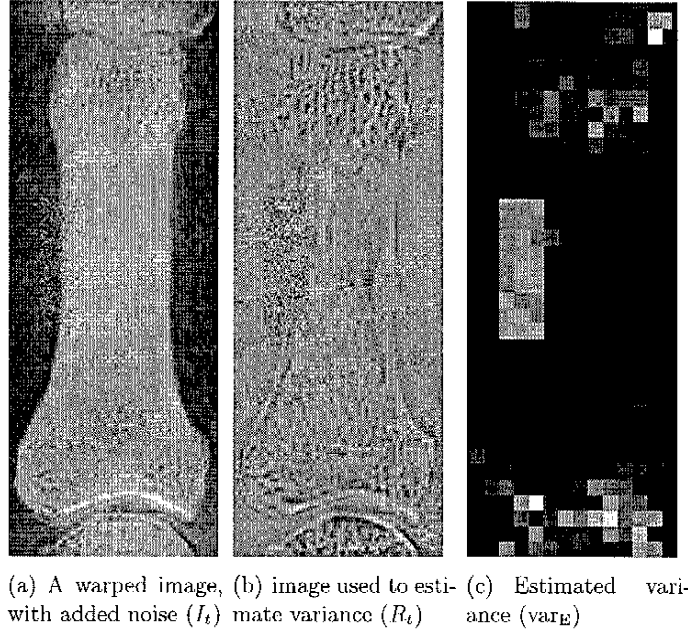 (a) A warped image, with added noise (I_t)
(b) image used to esti-mate variance (R_t)
(c) Estimated vari-ance (var_E)